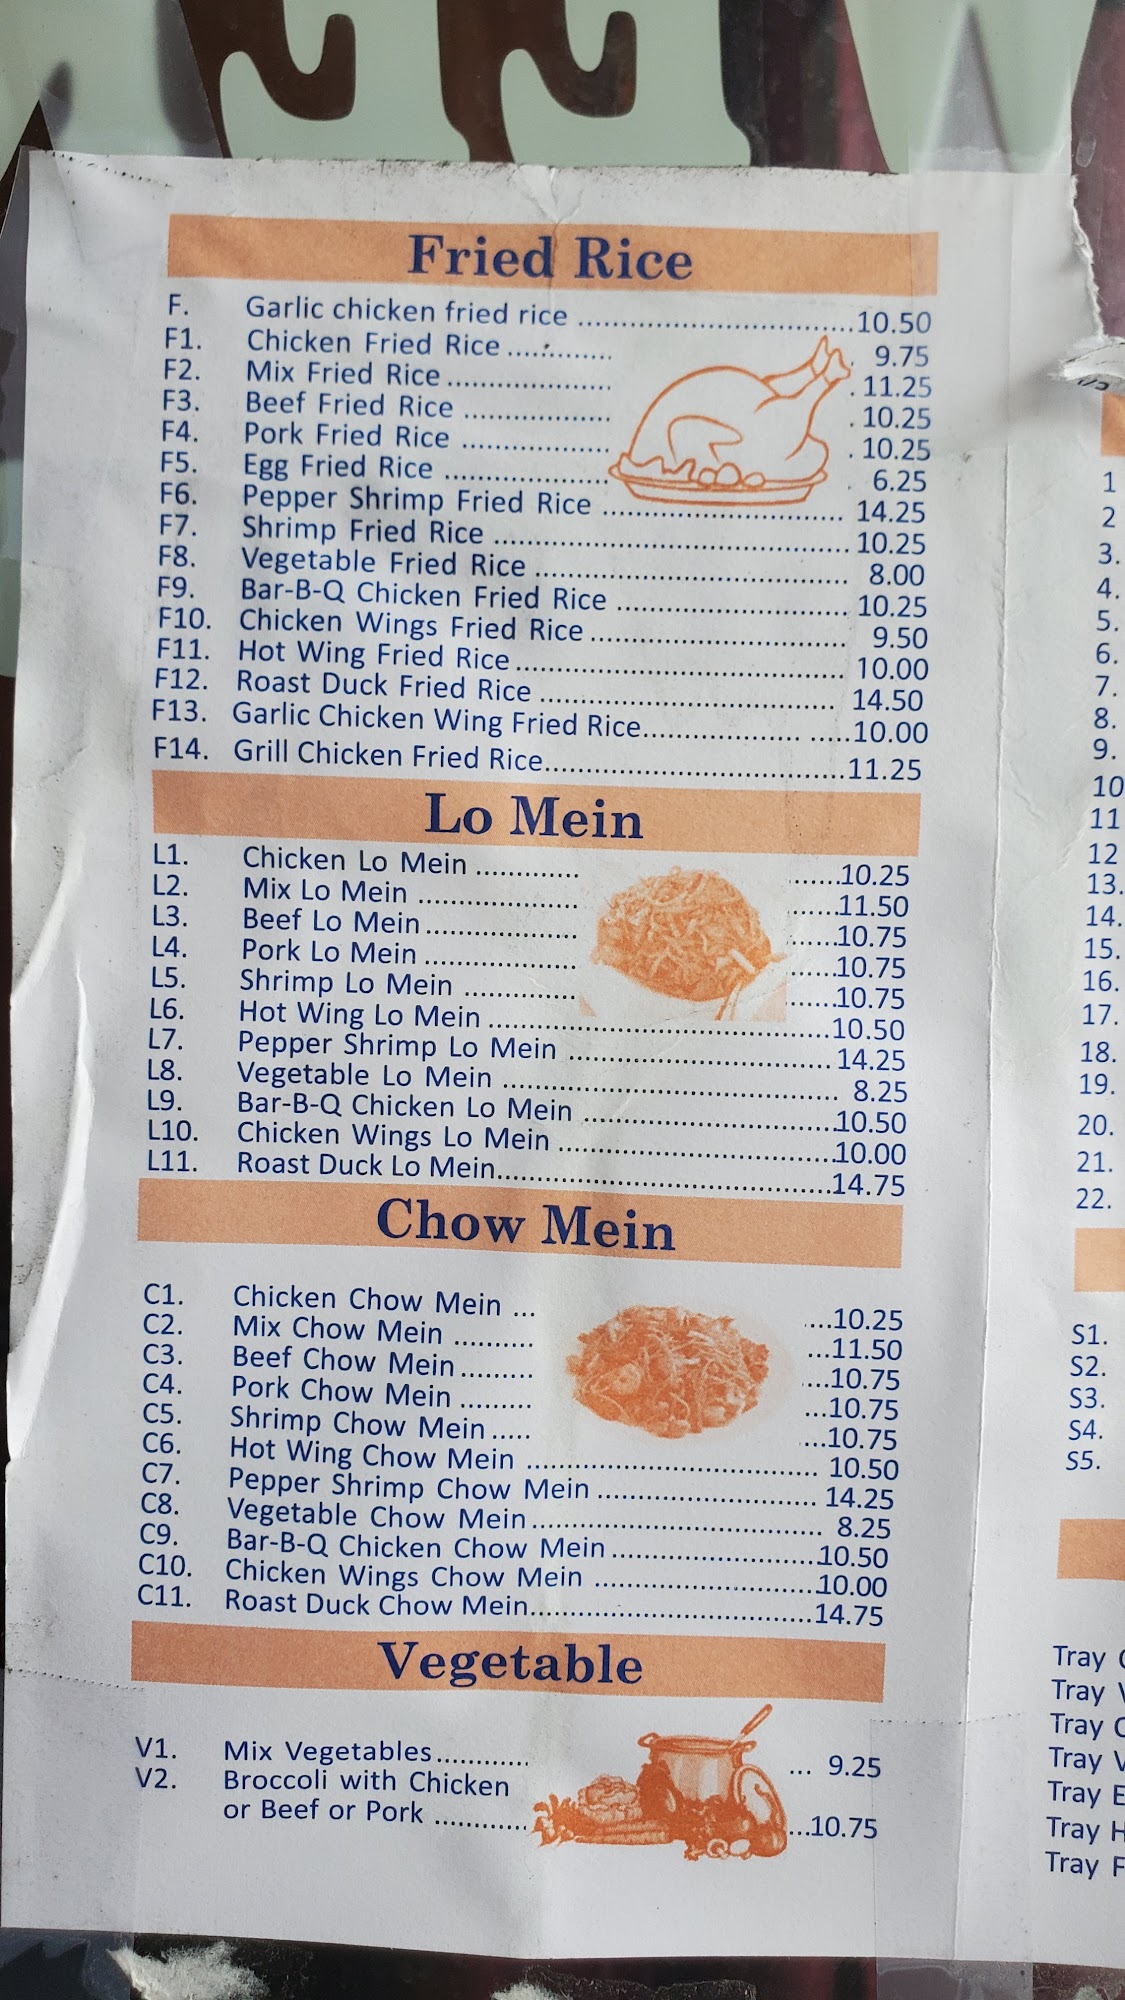 Fried Rice
F. Garlic chicken fried rice ................................10.50
F1. Chicken Fried Rice ............. . 9.75
F2. Mix Fried Rice ................... . 11.25
F3. Beef Fried Rice ................. . 10.25
F4. Pork Fried Rice ................. . 10.25
F5. Egg Fried Rice ................... . 6.25
F6. Pepper Shrimp Fried Rice ............................ 14.25
F7. Shrimp Fried Rice ......................................... 10.25
F8. Vegetable Fried Rice .................................... 8.00
F9. Bar-B-Q Chicken Fried Rice ........................... 10.25
F10. Chicken Wings Fried Rice .............................. 9.50
F11. Hot Wing Fried Rice ...................................... 10.00
F12. Roast Duck Fried Rice .................................. 14.50
F13. Garlic Chicken Wing Fried Rice.................. .....10.00
F14. Grill Chicken Fried Rice...................................11.25
Lo Mein
L1. Chicken Lo Mein ............ ......10.25
L2. Mix Lo Mein .................. ......11.50
L3. Beef Lo Mein ................. ......10.75
L4. Pork Lo Mein ................. ......10.75
L5. Shrimp Lo Mein ............. ......10.75
L6. Hot Wing Lo Mein .......................................10.50
L7. Pepper Shrimp Lo Mein .............................. 14.25
L8. Vegetable Lo Mein ...................................... 8.25
L9. Bar-B-Q Chicken Lo Mein .............................10.50
L10. Chicken Wings Lo Mein ................................10.00
L11. Roast Duck Lo Mein.......................................14.75
Chow Mein
C1. Chicken Chow Mein ... ....10.25
C2. Mix Chow Mein .......... ...11.50
C3. Beef Chow Mein ......... ....10.75
C4. Pork Chow Mein ......... ...10.75
C5. Shrimp Chow Mein ..... ....10.75
C6. Hot Wing Chow Mein .................................. 10.50
C7. Pepper Shrimp Chow Mein ......................... 14.25
C8. Vegetable Chow Mein .................................. 8.25
C9. Bar-B-Q Chicken Chow Mein ........................10.50
C10. Chicken Wings Chow Mein ..........................10.00
C11. Roast Duck Chow Mein.................................14.75
Vegetable
V1. Mix Vegetables............ ... 9.25
V2. Broccoli with Chicken
or Beef or Pork ............ ...10.75
1
2
3.
4.
5.
6.
7.
8.
9.
10
11
12
13.
14.
15.
16.
17.
18.
19.
20.
21.
22.
S1.
S2.
S3.
S4.
S5.
Tray
Tray
Tray
Tray
Tray
Tray
Tray